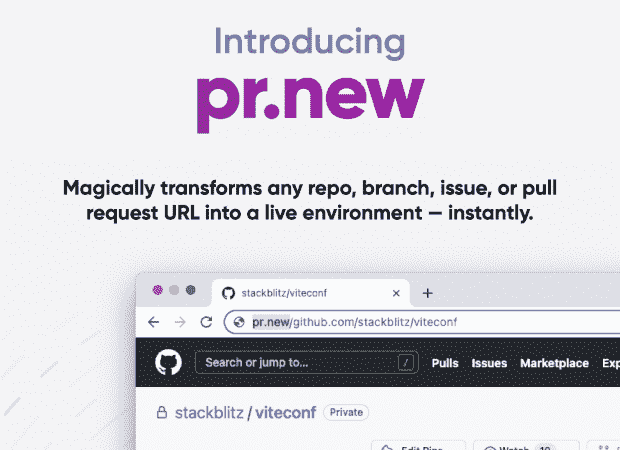 Introducing
pr.new
Magically transforms any repo, branch, issue, or pull
request URL into a live environment — instantly.
stackblitz/viteconf
pr.new/github.com/stackblitz/viteconf
Search or jump to... / Pulls Issues Marketplace Exp
stackblitz / viteconf Private
Edit Pins Watch 10